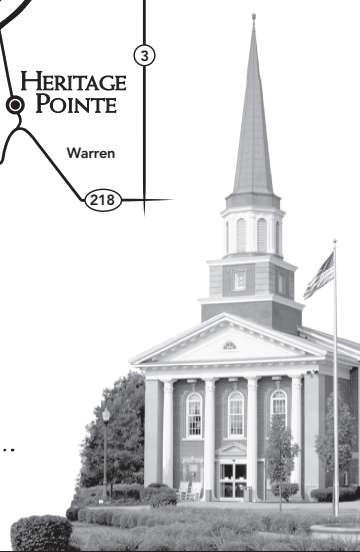 3
HERITAGE
POINTE
Warren
218
..